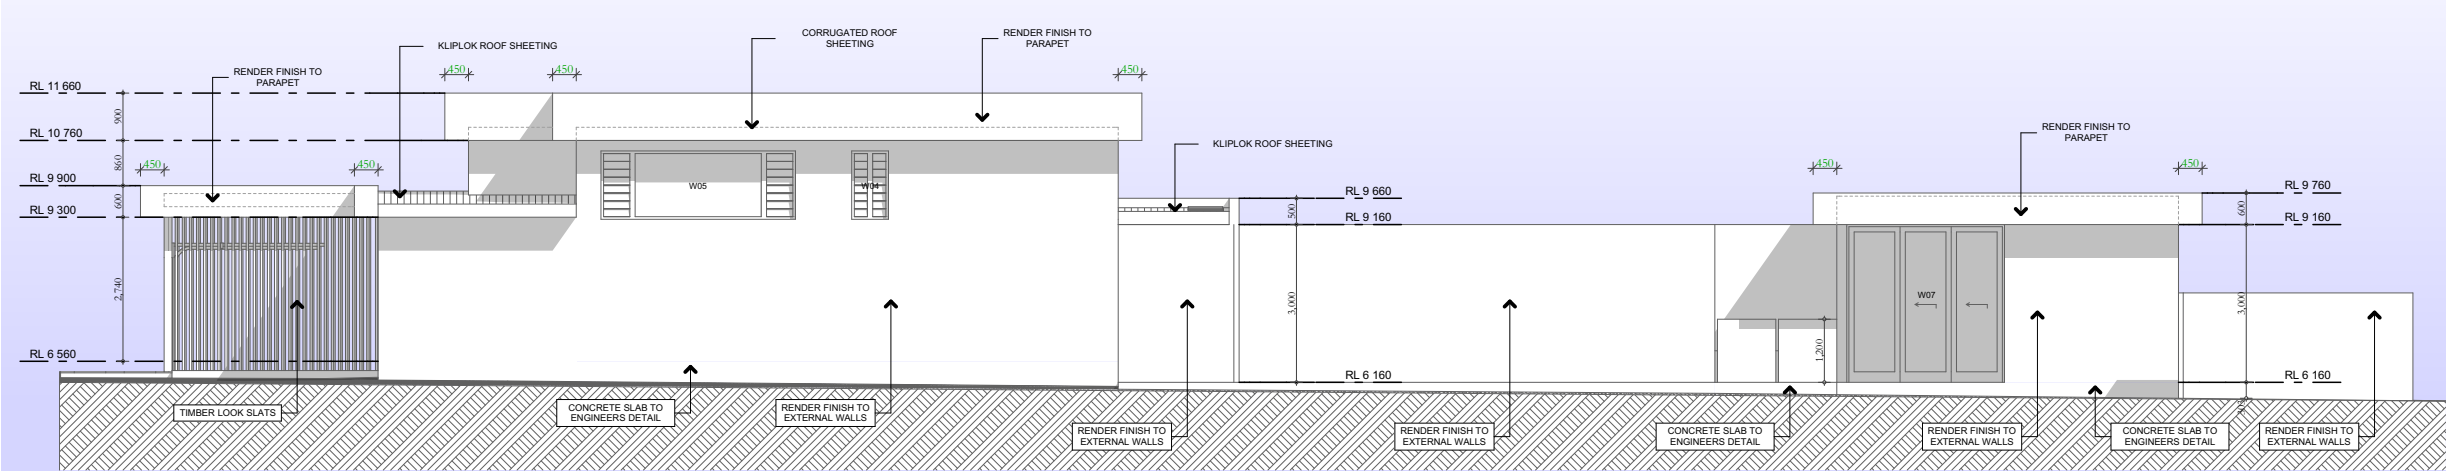 CORRUGATED ROOF
SHEETING
RENDER FINISH TO
PARAPET
KLIPLOK ROOF SHEETING
RENDER FINISH TO
PARAPET
450
450
450
RL 11 660
900
RL 10 760
860
450
450
RL 9 900
600
RL 9 300
2,740
RL 6 560
W05
W04
KLIPLOK ROOF SHEETING
RL 9 660
500
RL 9 160
3,000
RL 6 160
RENDER FINISH TO
PARAPET
450
450
RL 9 760
600
RL 9 160
3,000
RL 6 160
W07
1,200
TIMBER LOOK SLATS
CONCRETE SLAB TO
ENGINEERS DETAIL
RENDER FINISH TO
EXTERNAL WALLS
RENDER FINISH TO
EXTERNAL WALLS
RENDER FINISH TO
EXTERNAL WALLS
CONCRETE SLAB TO
ENGINEERS DETAIL
RENDER FINISH TO
EXTERNAL WALLS
CONCRETE SLAB TO
ENGINEERS DETAIL
RENDER FINISH TO
EXTERNAL WALLS